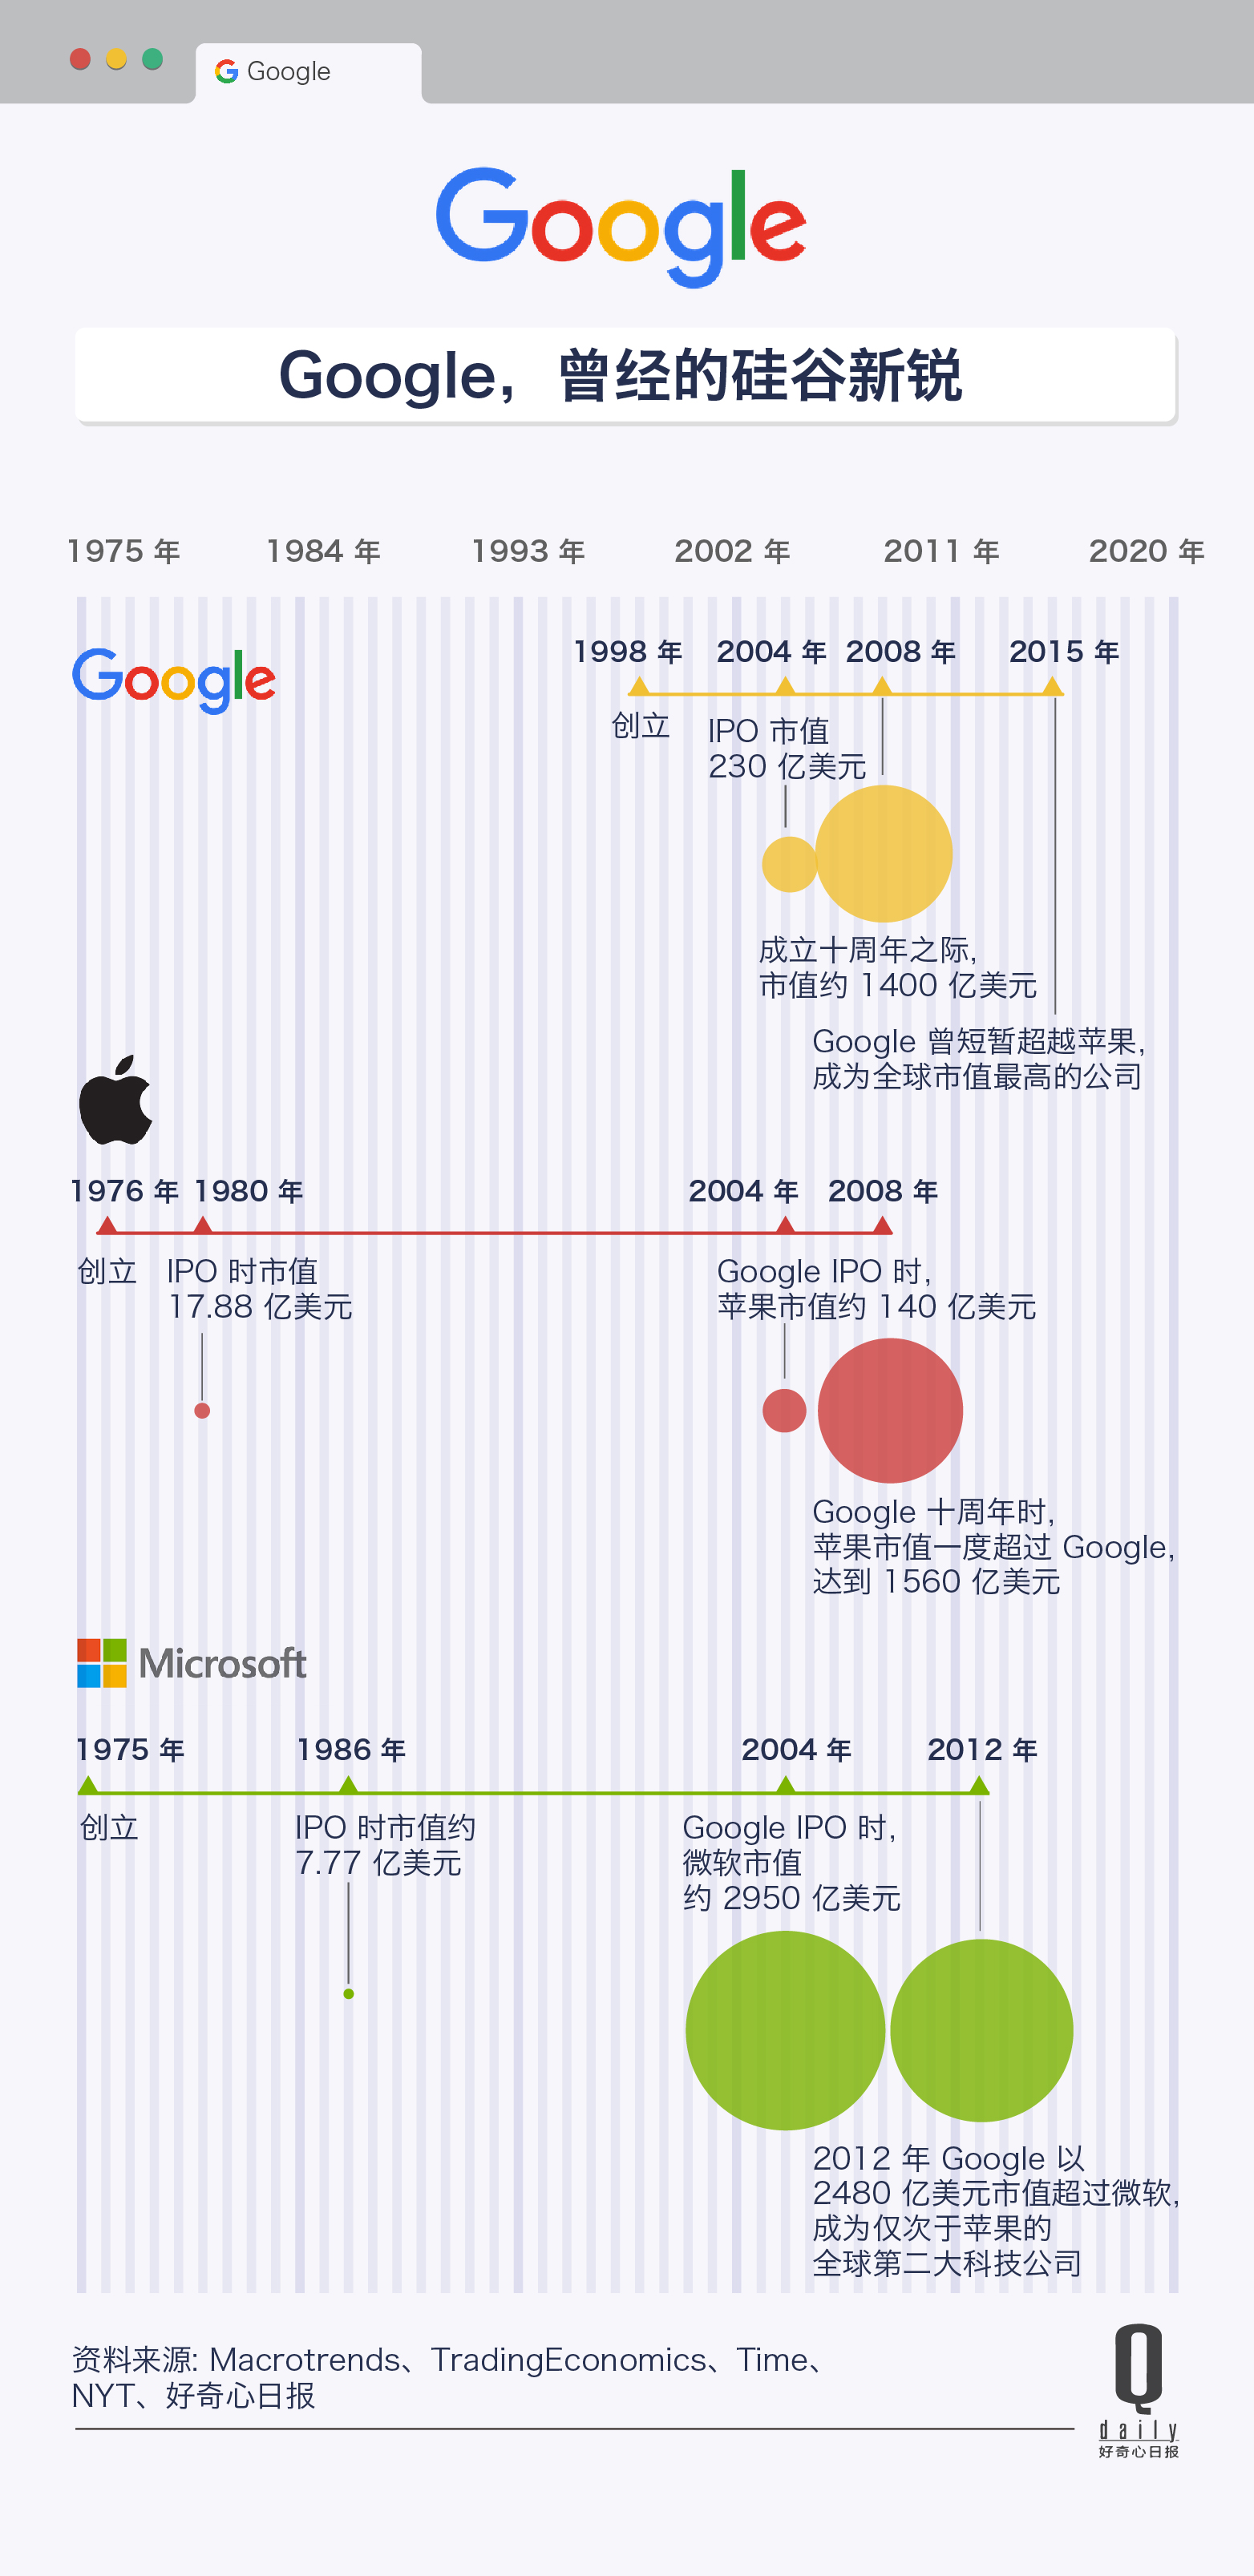 Google
Google
Google，曾经的硅谷新锐
1975 年 1984 年 1993 年 2002 年 2011 年 2020 年
Google
1998 年 2004 年 2008 年 2015 年
创立
IPO 市值
230 亿美元
成立十周年之际，
市值约 1400 亿美元
Google 曾短暂超越苹果，
成为全球市值最高的公司
1976 年 1980 年 2004 年 2008 年
创立
IPO 时市值
17.88 亿美元
Google IPO 时，
苹果市值约 140 亿美元
Google 十周年时，
苹果市值一度超过 Google，
达到 1560 亿美元
Microsoft
1975 年 1986 年 2004 年 2012 年
创立
IPO 时市值约
7.77 亿美元
Google IPO 时，
微软市值
约 2950 亿美元
2012 年 Google 以
2480 亿美元市值超过微软，
成为仅次于苹果的
全球第二大科技公司
资料来源: Macrotrends、TradingEconomics、Time、
NYT、好奇心日报
Q
daily
好奇心日报